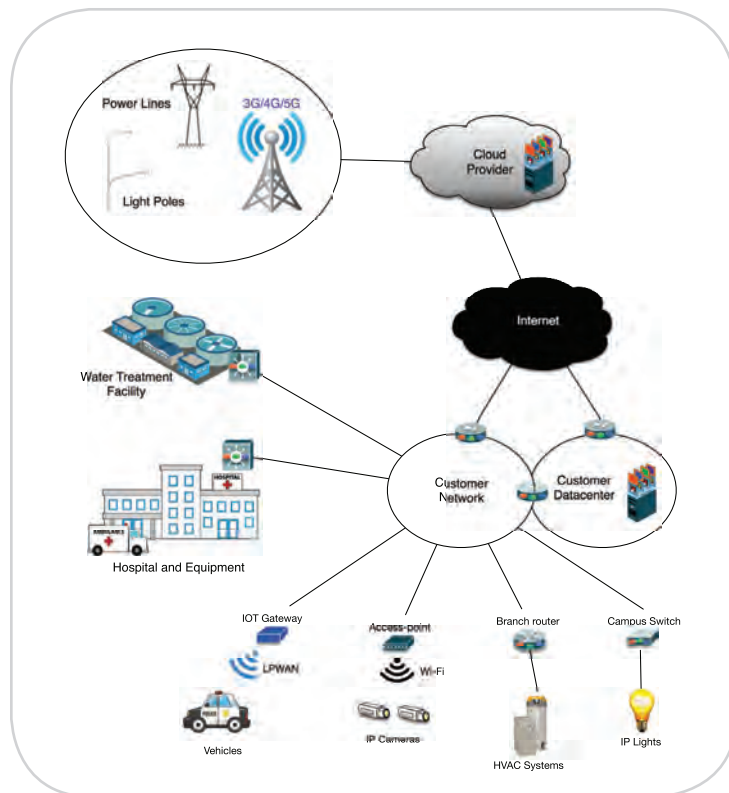 Power Lines
3G/4G/5G
Light Poles
Cloud
Provider
Internet
Water Treatment
Facility
HOSPITAL
AMBULANCE
Hospital and Equipment
Customer
Network
Customer
Datacenter
IOT Gateway
LPWAN
Vehicles
Access-point
Wi-Fi
IP Cameras
Branch router
HVAC Systems
Campus Switch
IP Lights
POLICE